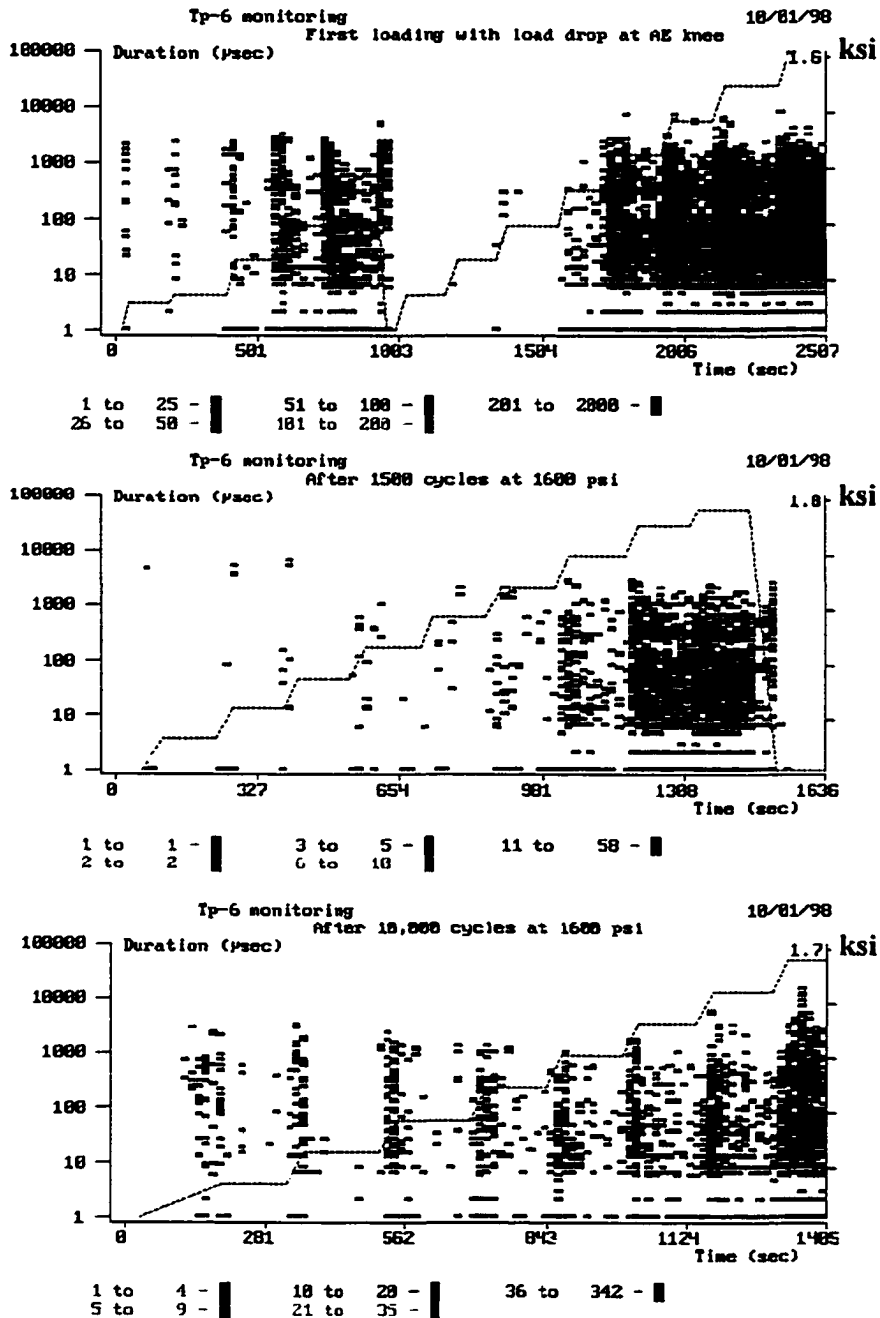 Tp-6 monitoring 10/01/98
First loading with load drop at AE knee
Duration (µsec)
1.6 ksi
100000
10000
1000
100
10
1
0 501 1003 1504 2006 2507
Time (sec)
1 to 25 - 51 to 100 - 201 to 2000 -
26 to 50 - 101 to 200 -
Tp-6 monitoring 10/01/98
After 1500 cycles at 1600 psi
Duration (µsec)
1.8 ksi
100000
10000
1000
100
10
1
0 327 654 981 1308 1636
Time (sec)
1 to 1 - 3 to 5 - 11 to 58 -
2 to 2 - 6 to 10 -
Tp-6 monitoring 10/01/98
After 10,000 cycles at 1600 psi
Duration (µsec)
1.7 ksi
100000
10000
1000
100
10
1
0 281 562 843 1124 1405
Time (sec)
1 to 4 - 10 to 20 - 36 to 342 -
5 to 9 - 21 to 35 -